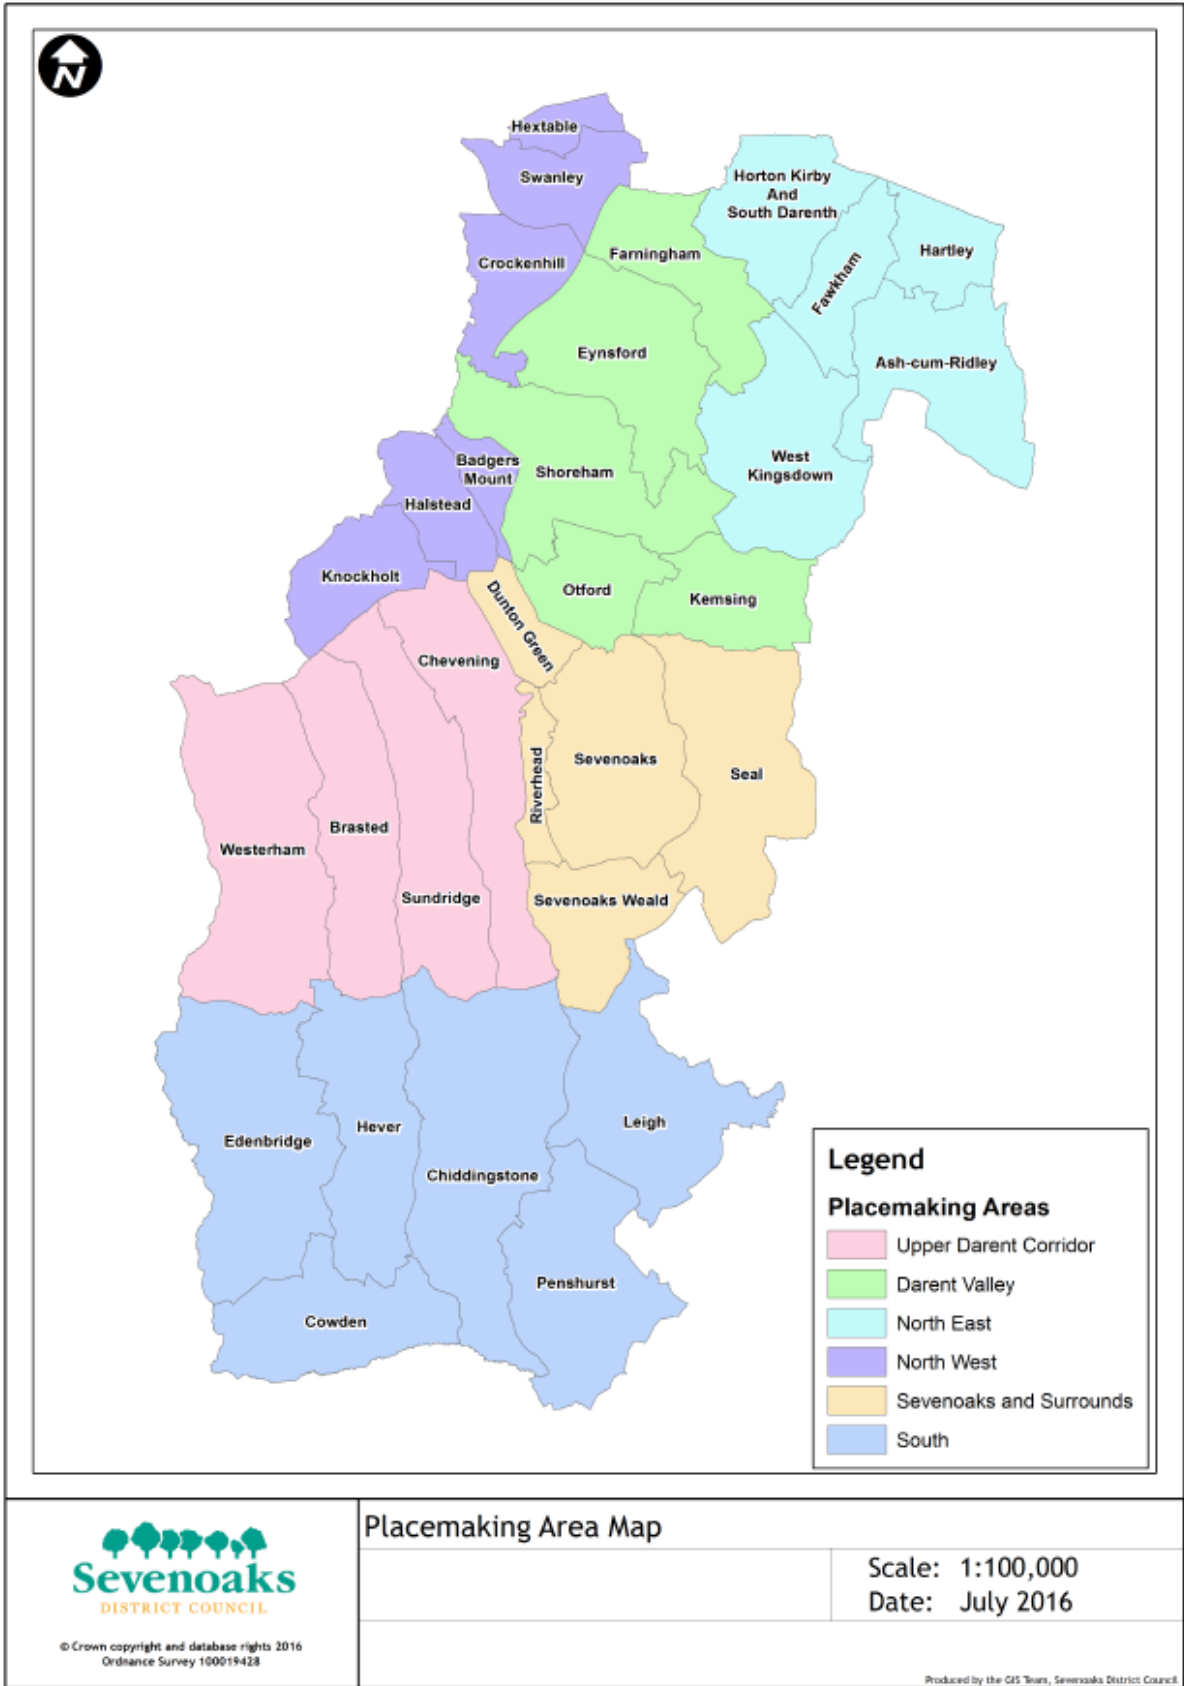 N
Hextable
Swanley
Horton Kirby
And
South Darenth
Crockenhill
Farningham
Fawkham
Hartley
Eynsford
Ash-cum-Ridley
Badgers
Mount
Shoreham
West
Kingsdown
Halstead
Knockholt
Otford
Kemsing
Dunton Green
Chevening
Riverhead
Sevenoaks
Seal
Brasted
Westerham
Sundridge
Sevenoaks Weald
Edenbridge
Hever
Leigh
Chiddingstone
Penshurst
Cowden
Legend
Placemaking Areas
Upper Darent Corridor
Darent Valley
North East
North West
Sevenoaks and Surrounds
South
Sevenoaks
DISTRICT COUNCIL
© Crown copyright and database rights 2016
Ordnance Survey 100019428
Placemaking Area Map
Scale: 1:100,000
Date: July 2016
Produced by the GIS Team, Sevenoaks District Council.